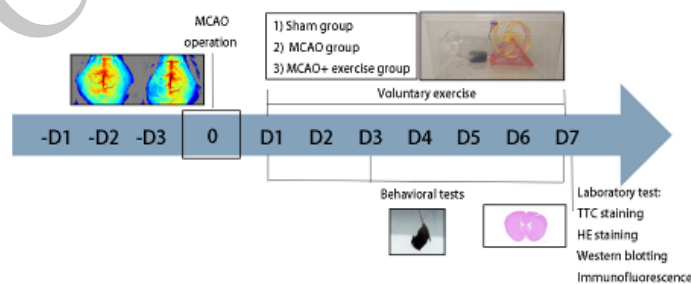 MCAO
operation
1) Sham group
2) MCAO group
3) MCAO+ exercise group
Voluntary exercise
-D1 -D2 -D3 0 D1 D2 D3 D4 D5 D6 D7
Behavioral tests
Laboratory test:
TTC staining
HE staining
Western blotting
Immunofluorescence